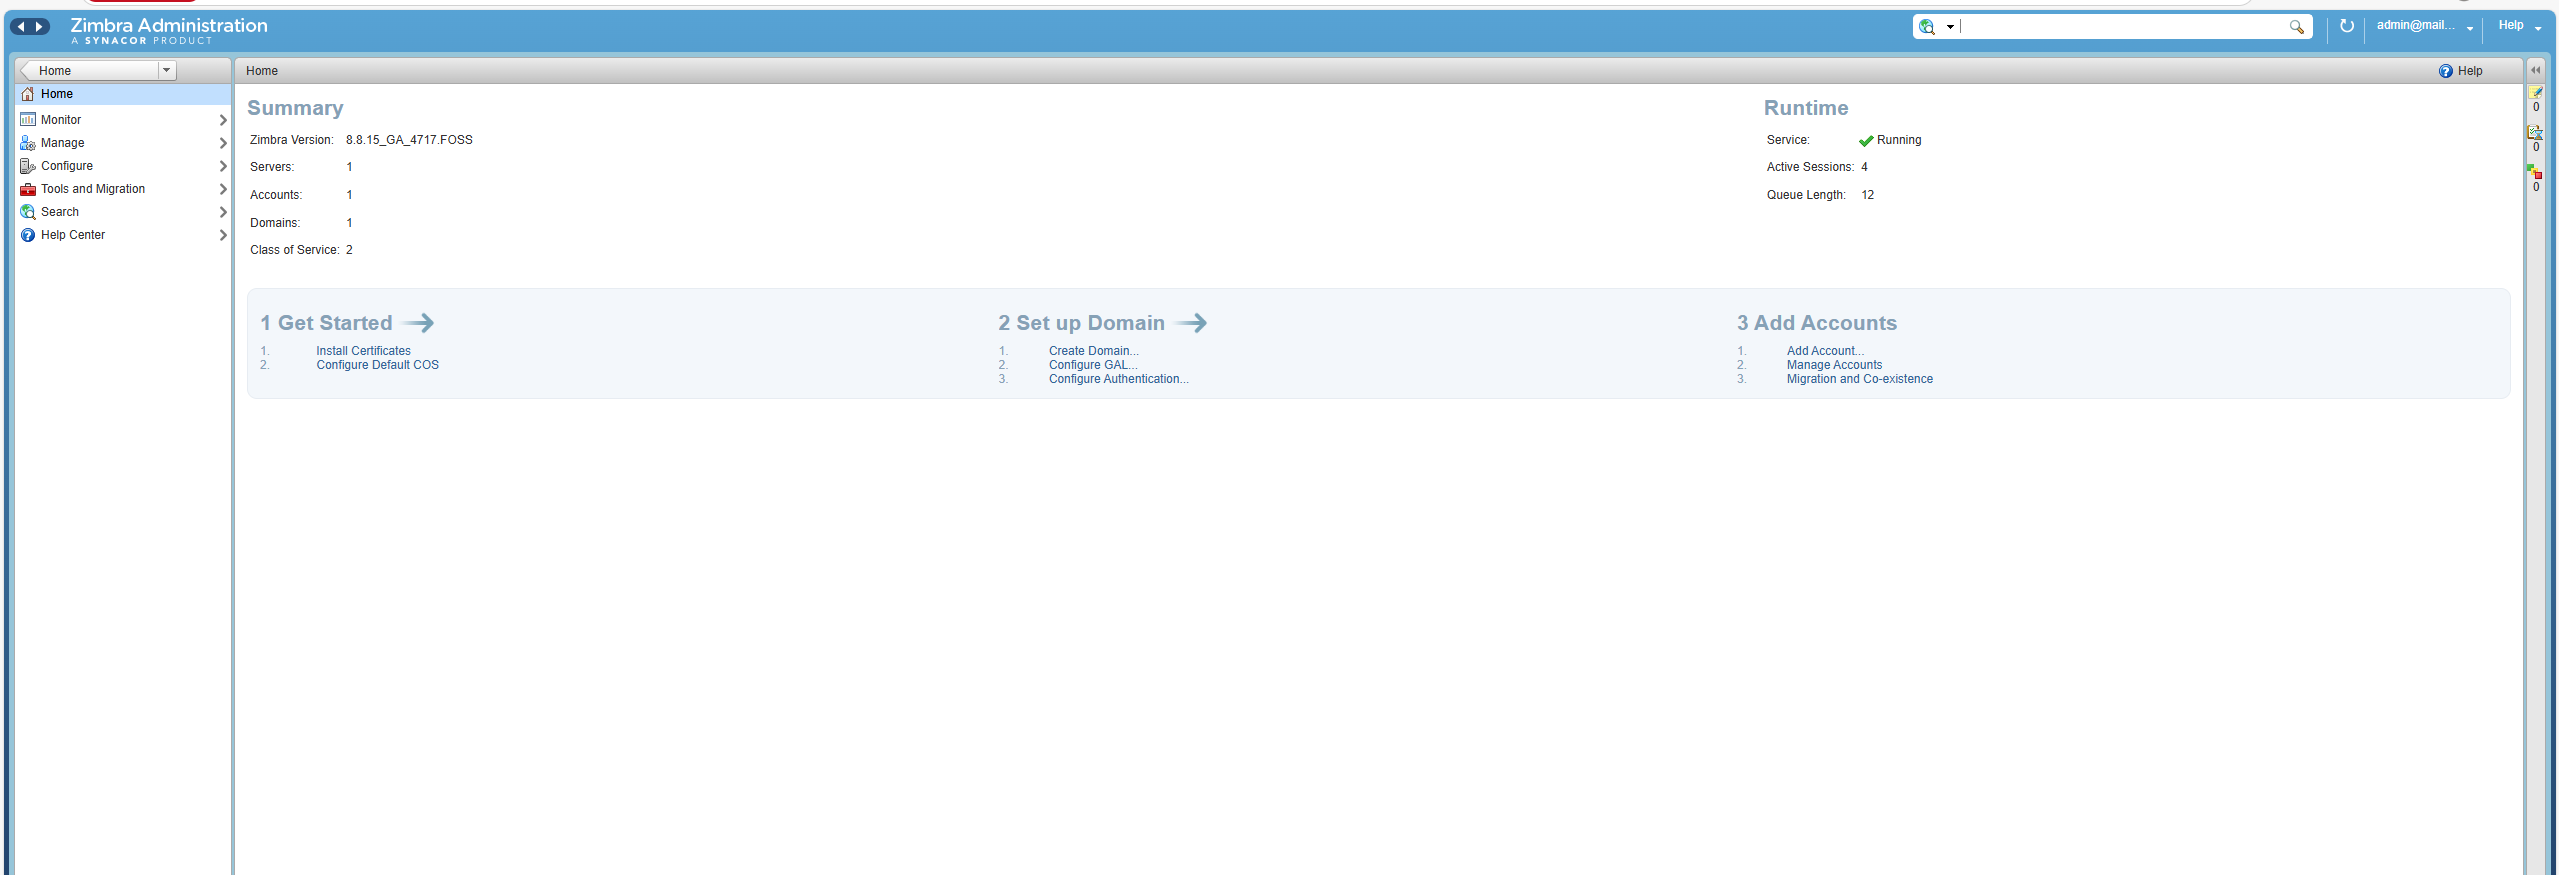 Zimbra Administration
A SYNACOR PRODUCT
admin@mail...
Help
Home
Home
Monitor
Manage
Configure
Tools and Migration
Search
Help Center
Home
Help
Summary
Zimbra Version: 8.8.15_GA_4717.FOSS
Servers: 1
Accounts: 1
Domains: 1
Class of Service: 2
Runtime
Service: Running
Active Sessions: 4
Queue Length: 12
1 Get Started
1. Install Certificates
2. Configure Default COS
2 Set up Domain
1. Create Domain...
2. Configure GAL...
3. Configure Authentication...
3 Add Accounts
1. Add Account...
2. Manage Accounts
3. Migration and Co-existence
0
0
0